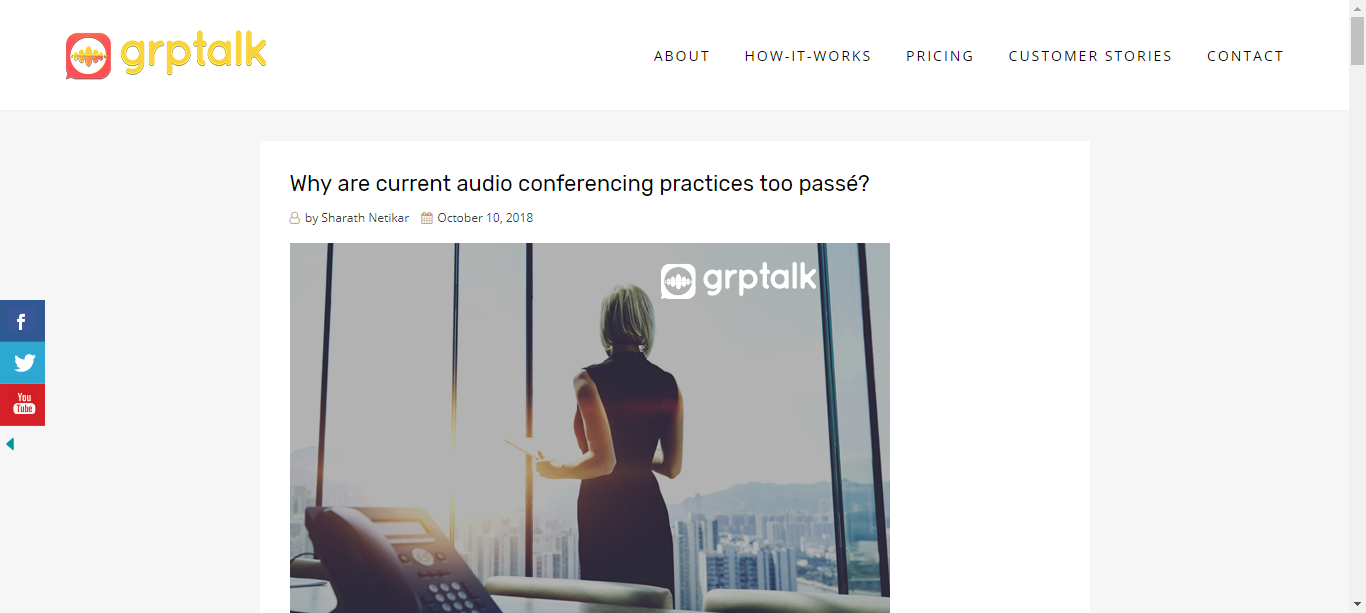 grptalk
ABOUT HOW-IT-WORKS PRICING CUSTOMER STORIES CONTACT
Why are current audio conferencing practices too passé?
by Sharath Netikar October 10, 2018
grptalk
f
You
Tube